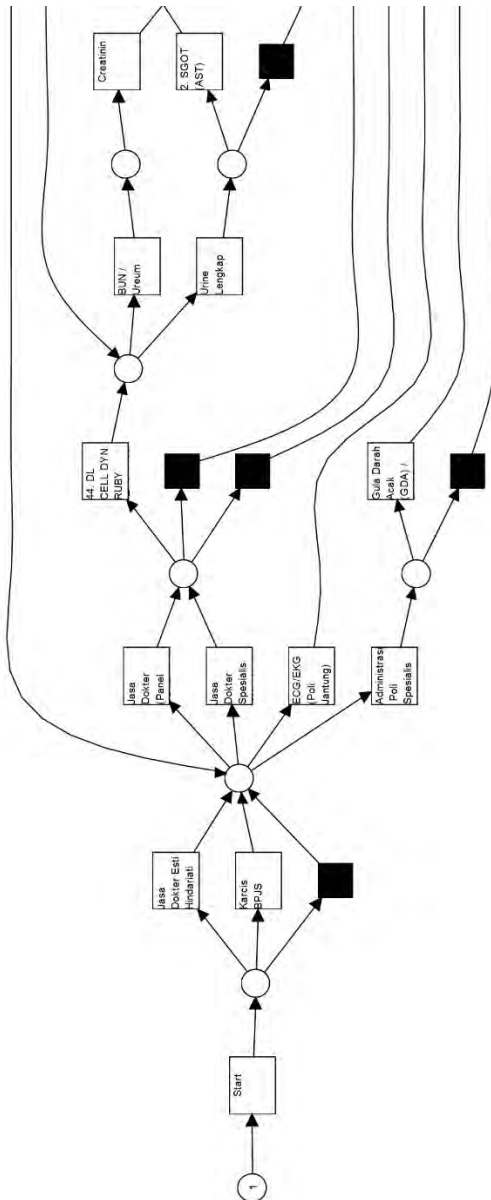 Creatinin
2. SGOT
(AST)
BUN /
Ureum
Urine
Lengkap
44. DL
CELL DYN
RUBY
Gula Darah
Acak
(GDA) /
Jasa
Dokter
(Panel
Jasa
Dokter
Spesialis
ECG/EKG
(Poli
Jantung)
Administrasi
Poli
Spesialis
Jasa
Dokter Esti
Hindariati
Karcis
BPJS
Start
1